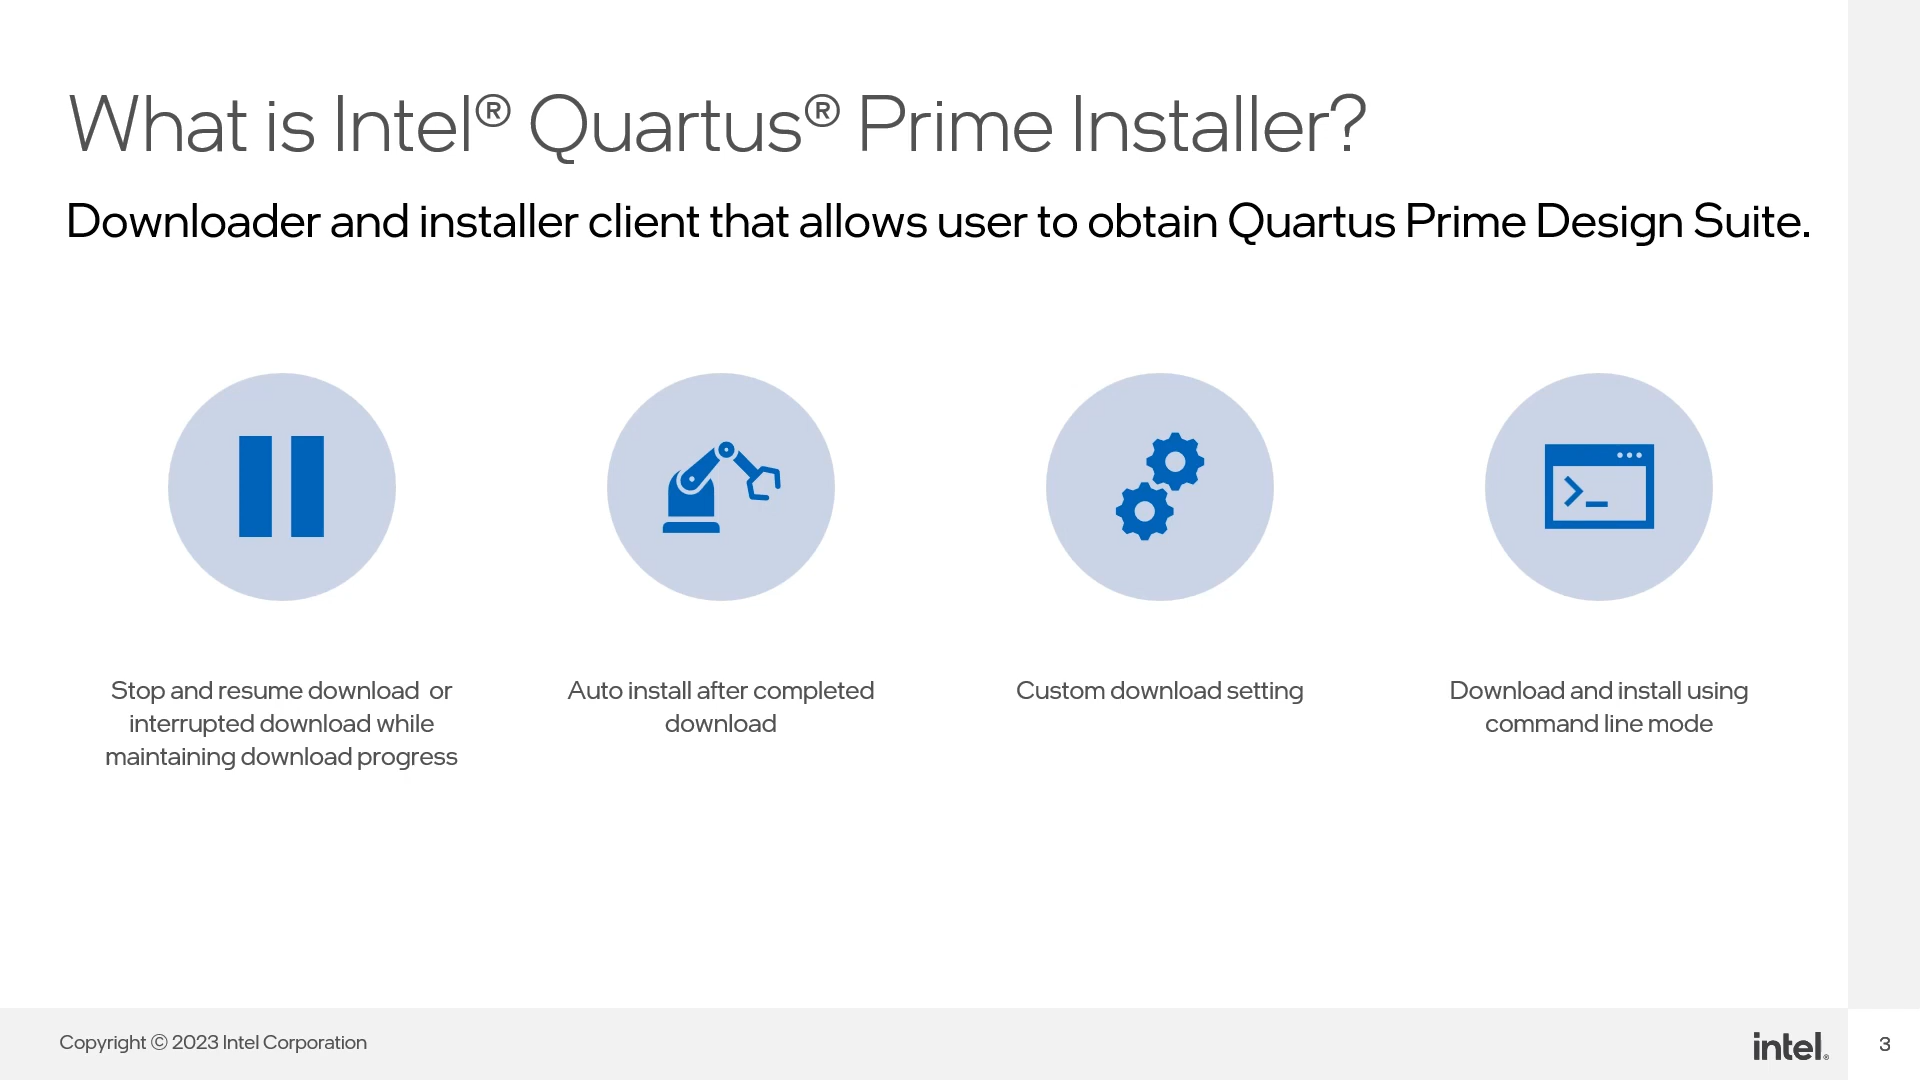 What is Intel® Quartus® Prime Installer?
Downloader and installer client that allows user to obtain Quartus Prime Design Suite.
Stop and resume download or
interrupted download while
maintaining download progress
Auto install after completed
download
Custom download setting
Download and install using
command line mode
Copyright © 2023 Intel Corporation
intel®
3